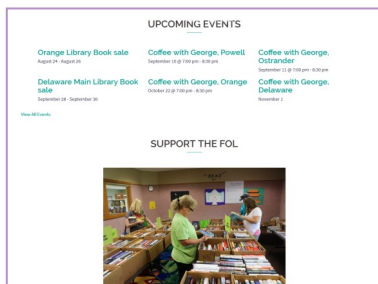 UPCOMING EVENTS
Orange Library Book sale
August 24 - August 26
Coffee with George, Powell
September 10 @ 7:00 pm - 8:30 pm
Coffee with George,
Ostrander
September 11 @ 7:00 pm - 8:30 pm
Delaware Main Library Book
sale
September 28 - September 30
Coffee with George, Orange
October 22 @ 7:00 pm - 8:30 pm
Coffee with George,
Delaware
November 1
View All Events
SUPPORT THE FOL